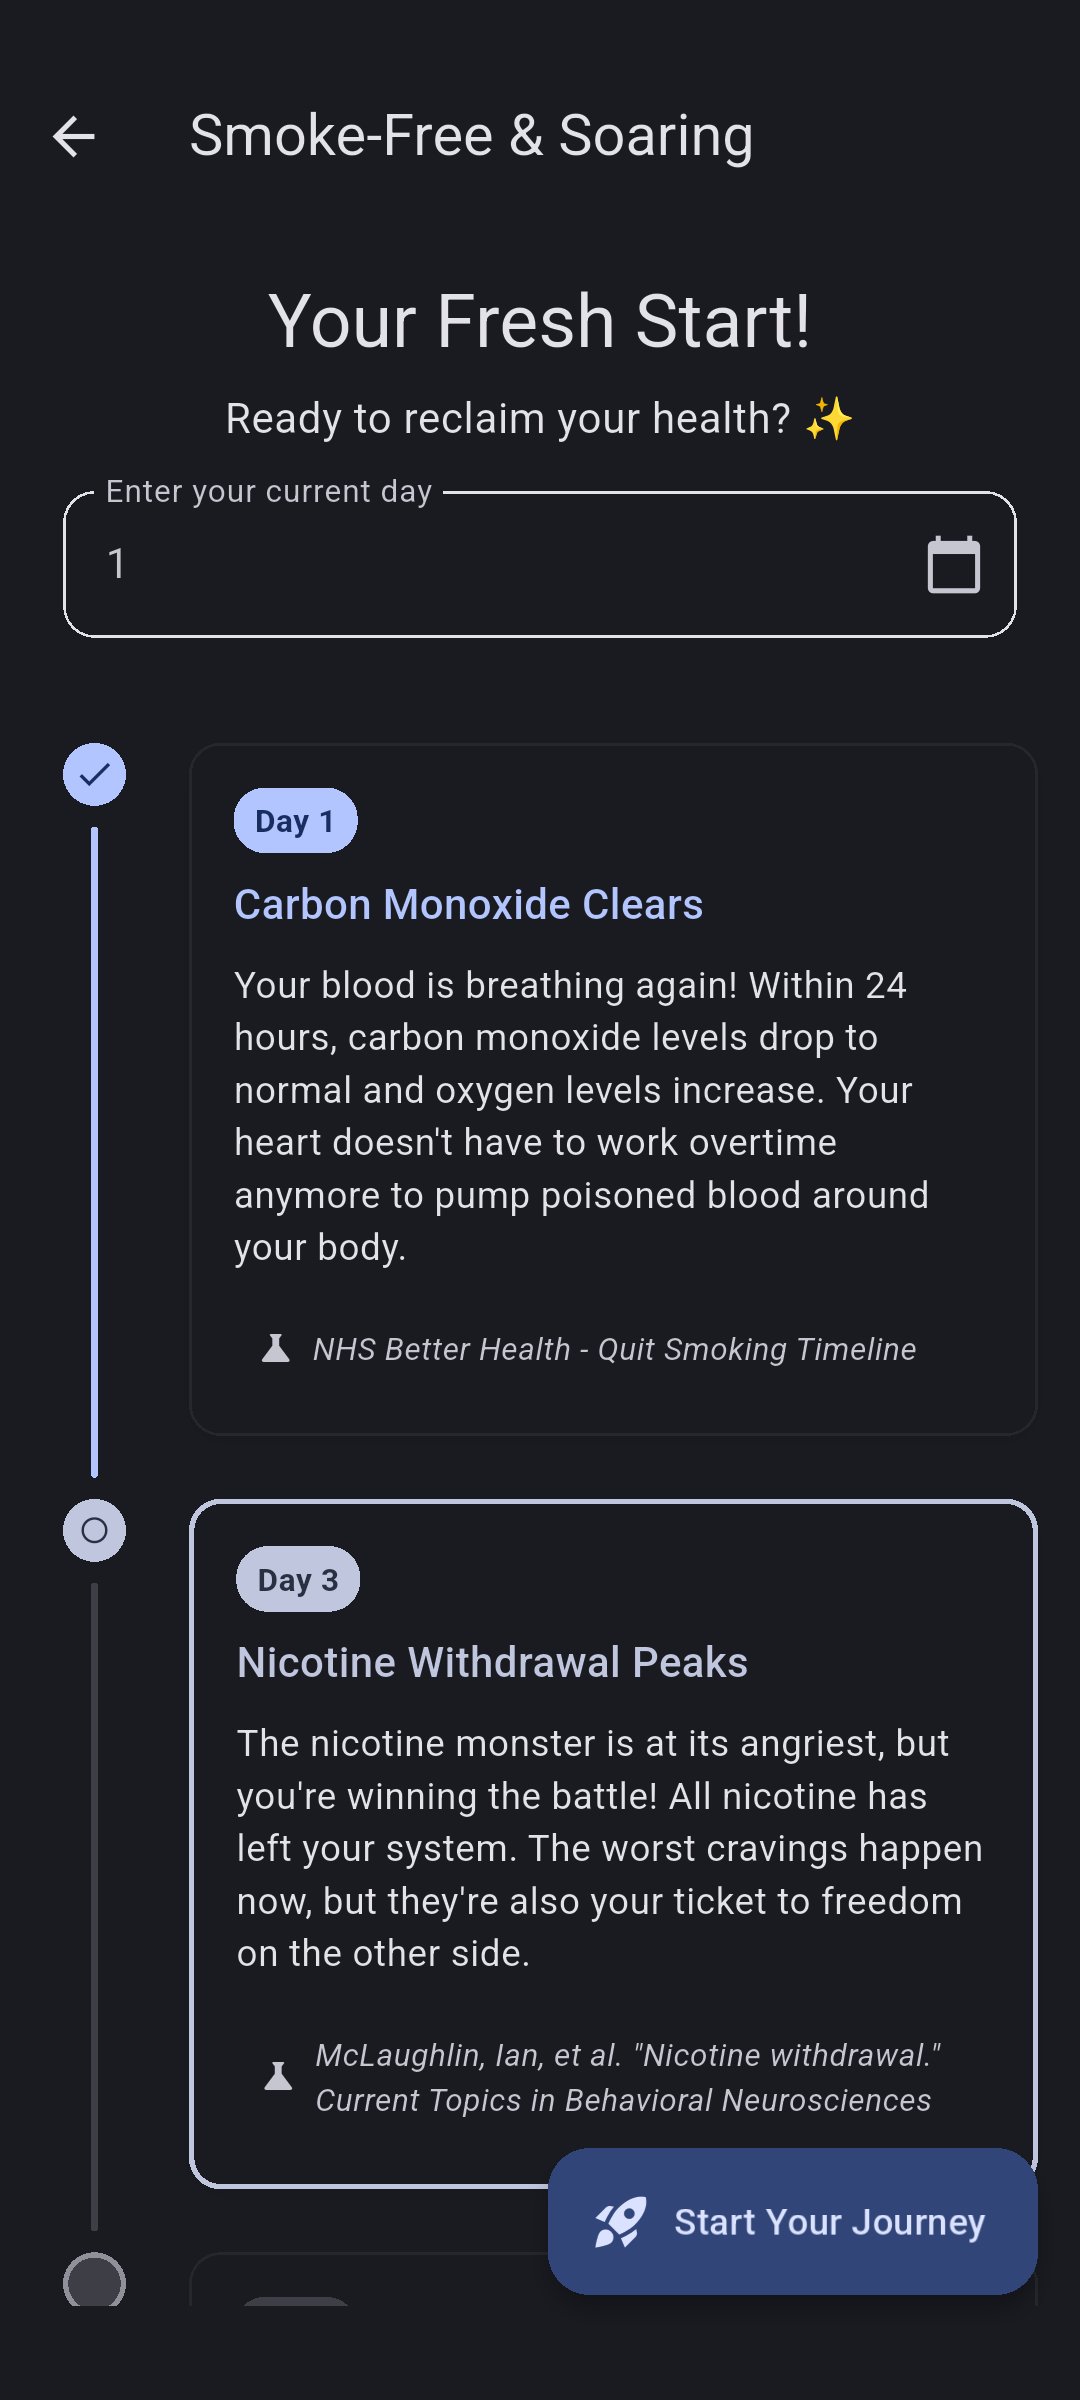 Smoke-Free & Soaring
Your Fresh Start!
Ready to reclaim your health? ✨
Enter your current day
1
Day 1
Carbon Monoxide Clears
Your blood is breathing again! Within 24
hours, carbon monoxide levels drop to
normal and oxygen levels increase. Your
heart doesn't have to work overtime
anymore to pump poisoned blood around
your body.
NHS Better Health - Quit Smoking Timeline
Day 3
Nicotine Withdrawal Peaks
The nicotine monster is at its angriest, but
you're winning the battle! All nicotine has
left your system. The worst cravings happen
now, but they're also your ticket to freedom
on the other side.
McLaughlin, Ian, et al. "Nicotine withdrawal."
Current Topics in Behavioral Neurosciences
Start Your Journey